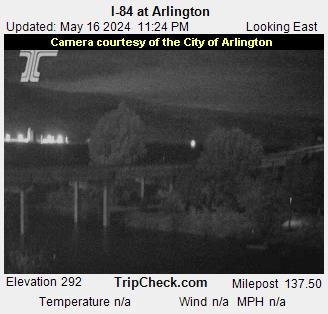 I-84 at Arlington
Updated: May 16 2024 11:24 PM Looking East
Camera courtesy of the City of Arlington
Elevation 292 TripCheck.com Milepost 137.50
Temperature n/a Wind n/a MPH n/a